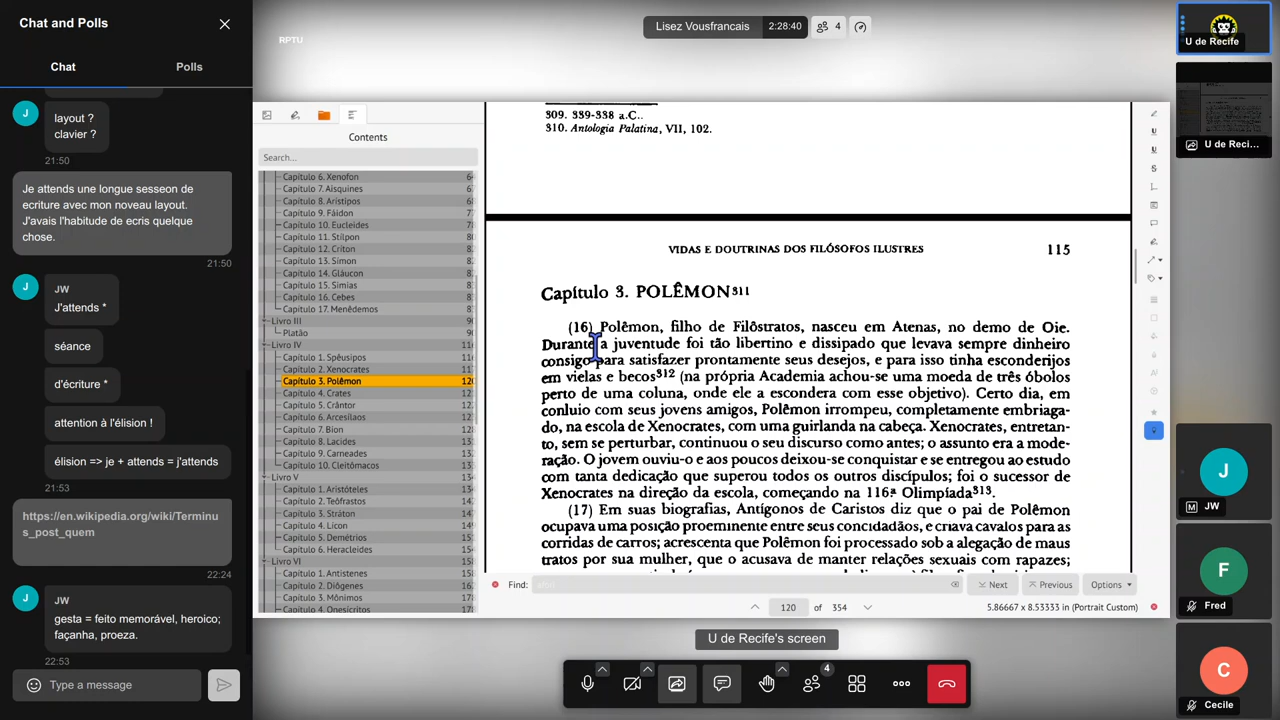 Chat and Polls
Chat
Polls
layout ?
clavier ?
21:50
Je attends une longue sesseon de
ecriture avec mon noveau layout.
J'avais l'habitude de ecris quelque
chose.
21:50
J
JW
J'attends *
séance
d'écriture *
attention à l'élision !
élision => je + attends = j'attends
21:53
https://en.wikipedia.org/wiki/Terminu
s_post_quem
22:24
J
JW
gesta = feito memorável, heroico;
façanha, proeza.
22:53
Type a message
RPTU
Lisez Vousfrancais
2:28:40
4
Contents
Search...
Capítulo 6. Xenofon
Capítulo 7. Aisquines
Capítulo 8. Arístipos
Capítulo 9. Fáidon
Capítulo 10. Eucleides
Capítulo 11. Stílpon
Capítulo 12. Críton
Capítulo 13. Símon
Capítulo 14. Gláucon
Capítulo 15. Simias
Capítulo 16. Cebes
Capítulo 17. Menêdemos
Livro III
Platão
Livro IV
Capítulo 1. Spêusipos
Capítulo 2. Xenocrates
Capítulo 3. Polêmon 120
Capítulo 4. Crates
Capítulo 5. Crântor
Capítulo 6. Arcesilaos
Capítulo 7. Bíon
Capítulo 8. Lacides
Capítulo 9. Carneades
Capítulo 10. Cleitômacos
Livro V
Capítulo 1. Aristóteles
Capítulo 2. Teôfrastos
Capítulo 3. Stráton
Capítulo 4. Lícon
Capítulo 5. Demétrios
Capítulo 6. Heracleides
Livro VI
Capítulo 1. Antístenes
Capítulo 2. Diôgenes
Capítulo 3. Mônimos
Capítulo 4. Onesícritos
309. 339-338 a.C..
310. Antologia Palatina, VII, 102.
VIDAS E DOUTRINAS DOS FILÓSOFOS ILUSTRES 115
Capítulo 3. POLÊMON311
(16) Polêmon, filho de Filôstratos, nasceu em Atenas, no demo de Oie.
Durante a juventude foi tão libertino e dissipado que levava sempre dinheiro
consigo para satisfazer prontamente seus desejos, e para isso tinha esconderijos
em vielas e becos312 (na própria Academia achou-se uma moeda de três óbolos
perto de uma coluna, onde ele a escondera com esse objetivo). Certo dia, em
conluio com seus jovens amigos, Polêmon irrompeu, completamente embriaga-
do, na escola de Xenocrates, com uma guirlanda na cabeça. Xenocrates, entretan-
to, sem se perturbar, continuou o seu discurso como antes; o assunto era a mode-
ração. O jovem ouviu-o e aos poucos deixou-se conquistar e se entregou ao estudo
com tanta dedicação que superou todos os outros discípulos; foi o sucessor de
Xenocrates na direção da escola, começando na 116ª Olimpíada313.
(17) Em suas biografias, Antígonos de Caristos diz que o pai de Polêmon
ocupava uma posição proeminente entre seus concidadãos, e criava cavalos para as
corridas de carros; acrescenta que Polêmon foi processado sob a alegação de maus
tratos por sua mulher, que o acusava de manter relações sexuais com rapazes;
Find:
Next
Previous
Options
120 of 354
5.86667 x 8.53333 in (Portrait Custom)
U de Recife's screen
4
U de Recife
U de Reci...
J
M JW
F
Fred
C
Cecile